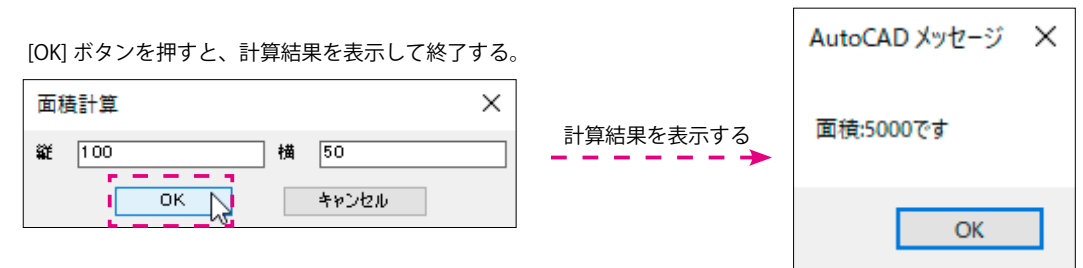 [OK] ボタンを押すと、計算結果を表示して終了する。
面積計算
縦 100 横 50
OK キャンセル
計算結果を表示する
AutoCAD メッセージ
面積:5000です
OK